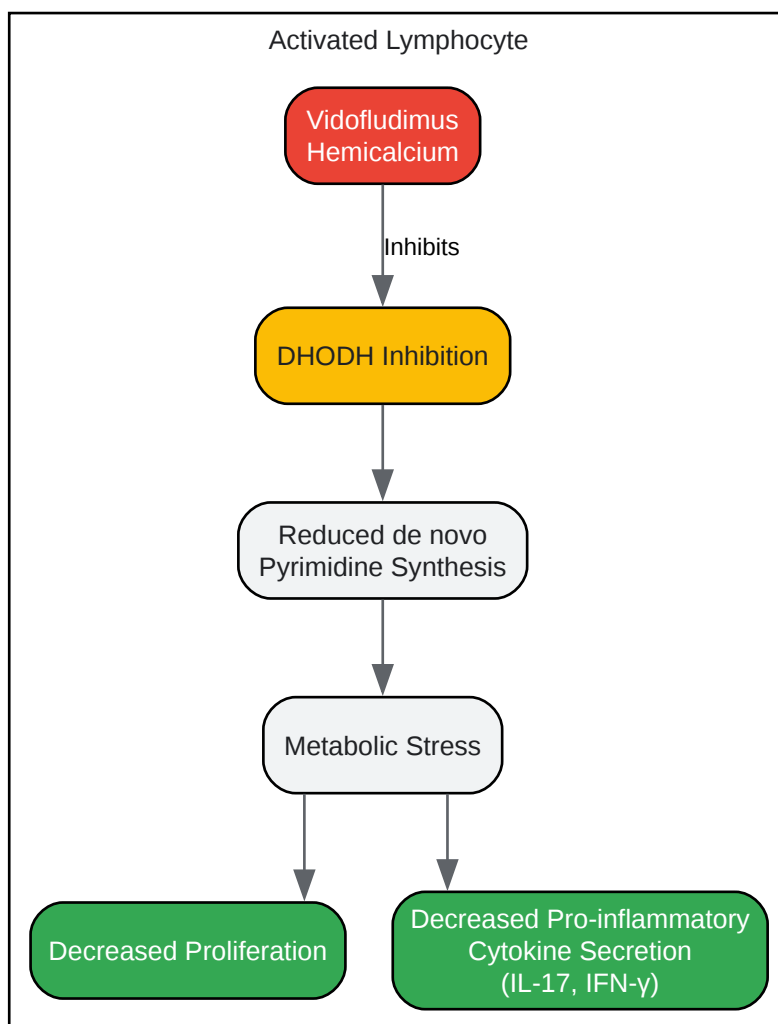 Activated Lymphocyte
Vidofludimus
Hemicalcium
Inhibits
DHODH Inhibition
Reduced de novo
Pyrimidine Synthesis
Metabolic Stress
Decreased Proliferation
Decreased Pro-inflammatory
Cytokine Secretion
(IL-17, IFN-γ)